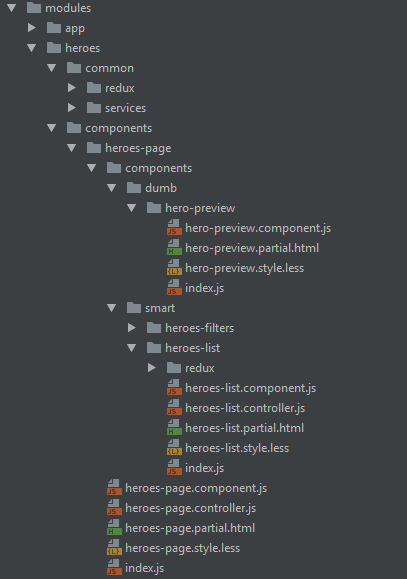 modules
app
heroes
common
redux
services
components
heroes-page
components
dumb
hero-preview
hero-preview.component.js
hero-preview.partial.html
hero-preview.style.less
index.js
smart
heroes-filters
heroes-list
redux
heroes-list.component.js
heroes-list.controller.js
heroes-list.partial.html
heroes-list.style.less
index.js
heroes-page.component.js
heroes-page.controller.js
heroes-page.partial.html
heroes-page.style.less
index.js